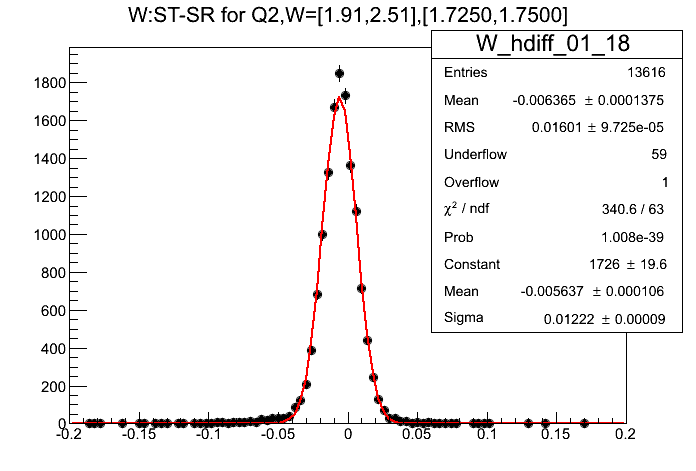 W:ST-SR for Q2,W=[1.91,2.51],[1.7250,1.7500]
W_hdiff_01_18
Entries 13616
Mean -0.006365 ± 0.0001375
RMS 0.01601 ± 9.725e-05
Underflow 59
Overflow 1
χ² / ndf 340.6 / 63
Prob 1.008e-39
Constant 1726 ± 19.6
Mean -0.005637 ± 0.000106
Sigma 0.01222 ± 0.00009
1800
1600
1400
1200
1000
800
600
400
200
0
-0.2 -0.15 -0.1 -0.05 0 0.05 0.1 0.15 0.2